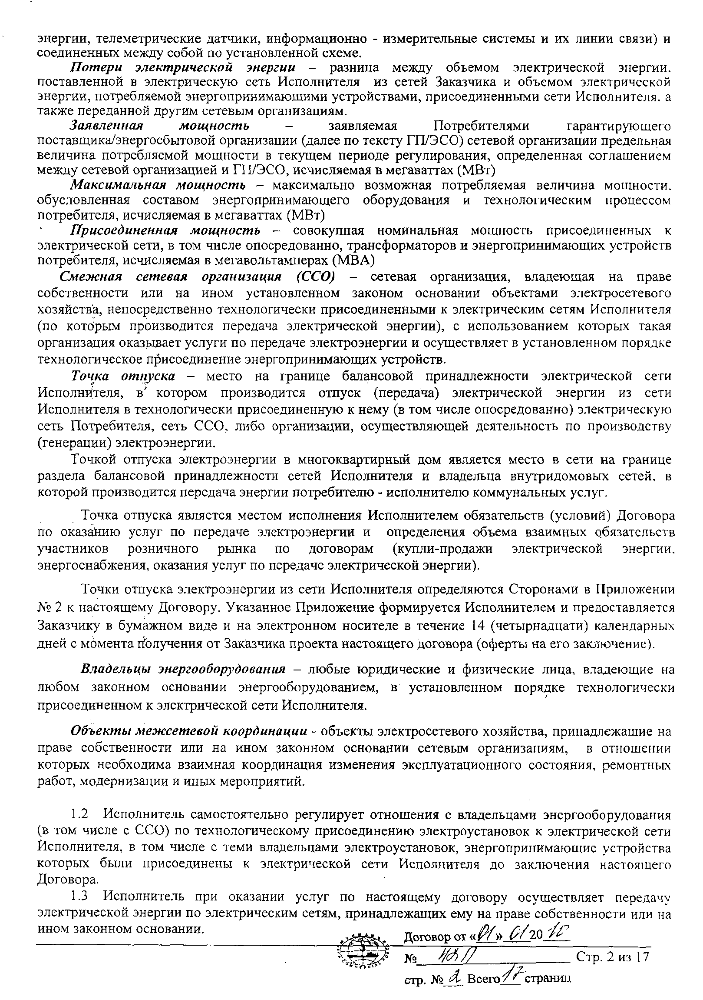 энергии, телеметрические датчики, информационно - измерительные системы и их линии связи) и
соединенных между собой по установленной схеме.
Потери электрической энергии – разница между объемом электрической энергии.
поставленной в электрическую сеть Исполнителя из сетей Заказчика и объемом электрической
энергии, потребляемой энергопринимающими устройствами, присоединенными сети Исполнителя. а
также переданной другим сетевым организациям.
Заявленная мощность – заявляемая Потребителями гарантирующего
поставщика/энергосбытовой организации (далее по тексту ГП/ЭСО) сетевой организации предельная
величина потребляемой мощности в текущем периоде регулирования, определенная соглашением
между сетевой организацией и ГП/ЭСО, исчисляемая в мегаваттах (МВт)
Максимальная мощность – максимально возможная потребляемая величина мощности.
обусловленная составом энергопринимающего оборудования и технологическим процессом
потребителя, исчисляемая в мегаваттах (МВт)
Присоединенная мощность – совокупная номинальная мощность присоединенных к
электрической сети, в том числе опосредованно, трансформаторов и энергопринимающих устройств
потребителя, исчисляемая в мегавольтамперах (МВА)
Смежная сетевая организация (ССО) – сетевая организация, владеющая на праве
собственности или на ином установленном законом основании объектами электросетевого
хозяйства, непосредственно технологически присоединенными к электрическим сетям Исполнителя
(по которым производится передача электрической энергии), с использованием которых такая
организация оказывает услуги по передаче электроэнергии и осуществляет в установленном порядке
технологическое присоединение энергопринимающих устройств.
Точка отпуска – место на границе балансовой принадлежности электрической сети
Исполнителя, в котором производится отпуск (передача) электрической энергии из сети
Исполнителя в технологически присоединенную к нему (в том числе опосредованно) электрическую
сеть Потребителя, сеть ССО, либо организации, осуществляющей деятельность по производству
(генерации) электроэнергии.
Точкой отпуска электроэнергии в многоквартирный дом является место в сети на границе
раздела балансовой принадлежности сетей Исполнителя и владельца внутридомовых сетей, в
которой производится передача энергии потребителю - исполнителю коммунальных услуг.
Точка отпуска является местом исполнения Исполнителем обязательств (условий) Договора
по оказанию услуг по передаче электроэнергии и определения объема взаимных обязательств
участников розничного рынка по договорам (купли-продажи электрической энергии.
энергоснабжения, оказания услуг по передаче электрической энергии).
Точки отпуска электроэнергии из сети Исполнителя определяются Сторонами в Приложении
№ 2 к настоящему Договору. Указанное Приложение формируется Исполнителем и предоставляется
Заказчику в бумажном виде и на электронном носителе в течение 14 (четырнадцати) календарных
дней с момента получения от Заказчика проекта настоящего договора (оферты на его заключение).
Владельцы энергооборудования – любые юридические и физические лица, владеющие на
любом законном основании энергооборудованием, в установленном порядке технологически
присоединенном к электрической сети Исполнителя.
Объекты межсетевой координации - объекты электросетевого хозяйства, принадлежащие на
праве собственности или на ином законном основании сетевым организациям, в отношении
которых необходима взаимная координация изменения эксплуатационного состояния, ремонтных
работ, модернизации и иных мероприятий.
1.2 Исполнитель самостоятельно регулирует отношения с владельцами энергооборудования
(в том числе с ССО) по технологическому присоединению электроустановок к электрической сети
Исполнителя, в том числе с теми владельцами электроустановок, энергопринимающие устройства
которых были присоединены к электрической сети Исполнителя до заключения настоящего
Договора.
1.3 Исполнитель при оказании услуг по настоящему договору осуществляет передачу
электрической энергии по электрическим сетям, принадлежащих ему на праве собственности или на
ином законном основании.
Договор от «01» 01 2010
№ Стр. 2 из 17
стр. № 2 Всего 17 страниц